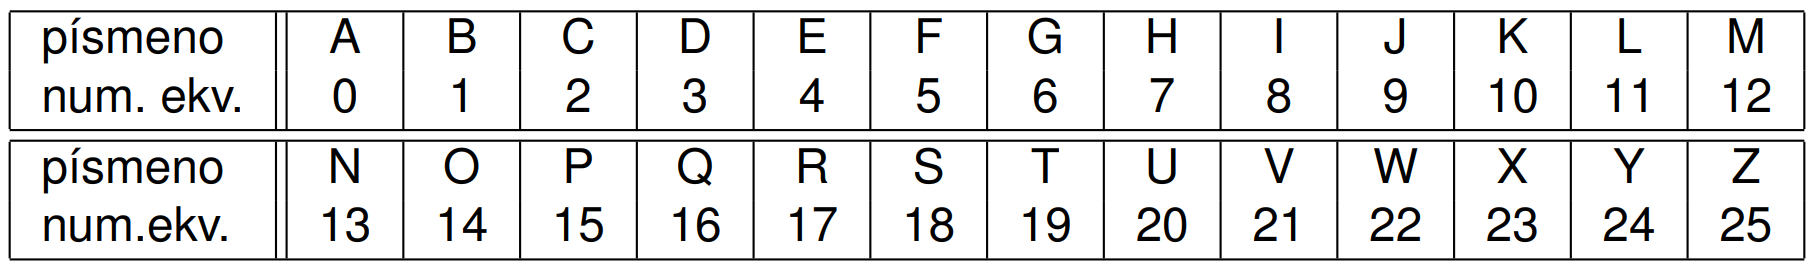 písmeno A B C D E F G H I J K L M
num. ekv. 0 1 2 3 4 5 6 7 8 9 10 11 12
písmeno N O P Q R S T U V W X Y Z
num.ekv. 13 14 15 16 17 18 19 20 21 22 23 24 25